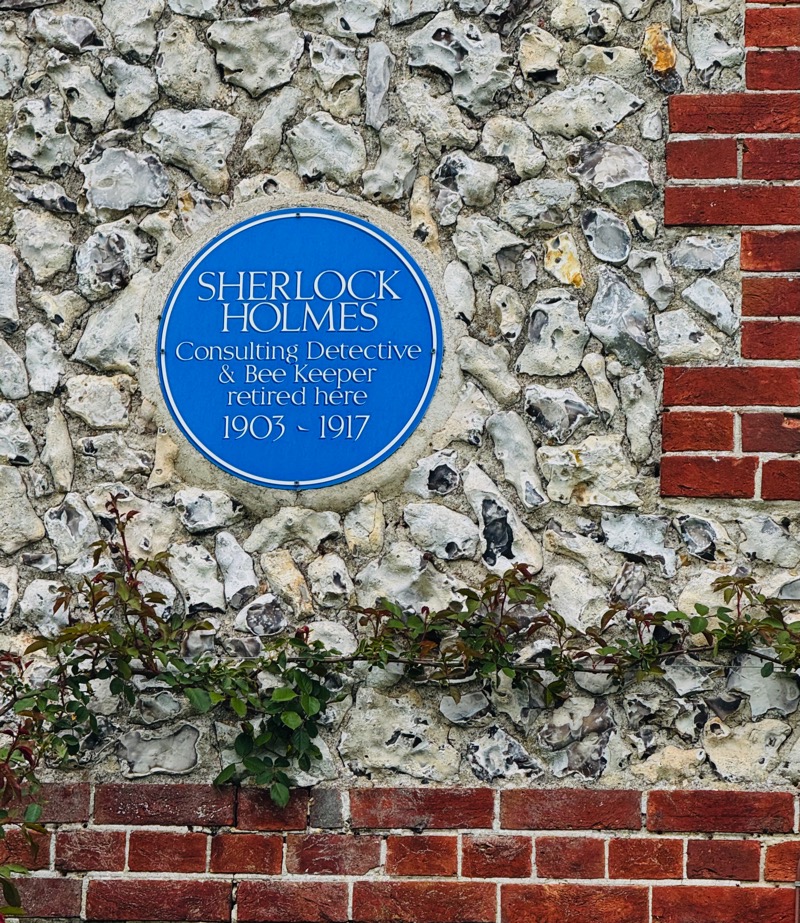 SHERLOCK
HOLMES
Consulting Detective
& Bee Keeper
retired here
1903 - 1917